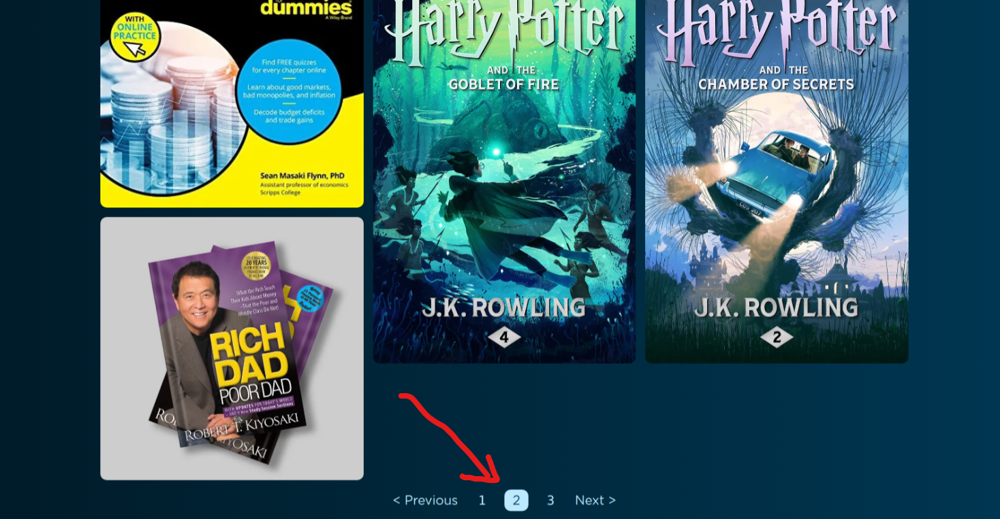 dummies
A Wiley Brand
WITH
ONLINE
PRACTICE
Find FREE quizzes
for every chapter online
Learn about good markets,
bad monopolies, and inflation
Decode budget deficits
and trade gains
Sean Masaki Flynn, PhD
Assistant professor of economics
Scripps College
Harry Potter
AND THE
GOBLET OF FIRE
J.K. ROWLING
4
Harry Potter
AND THE
CHAMBER OF SECRETS
CUS 207
J.K. ROWLING
2
CELEBRATING
20 YEARS
What the Rich Teach
Their Kids About Money
–That the Poor and
Middle Class Do Not!
RICH
DAD
POOR DAD
WITH UPDATES FOR TODAY'S WORLD
– AND 9 New Study Session Sections
ROBERT T. KIYOSAKI
KIYOSAKI
< Previous 1 2 3 Next >